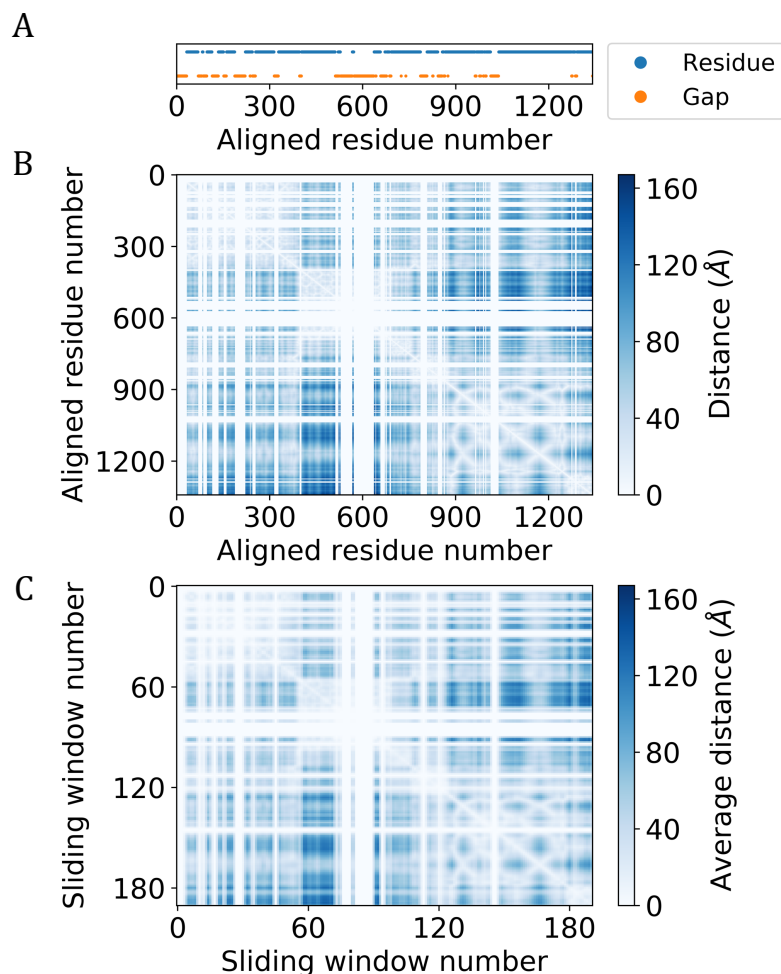 A
Residue
Gap
0 300 600 900 1200
Aligned residue number
B
Aligned residue number
0
300
600
900
1200
0 300 600 900 1200
Aligned residue number
160
120
80
40
0
Distance (Å)
C
Sliding window number
0
60
120
180
0 60 120 180
Sliding window number
160
120
80
40
0
Average distance (Å)